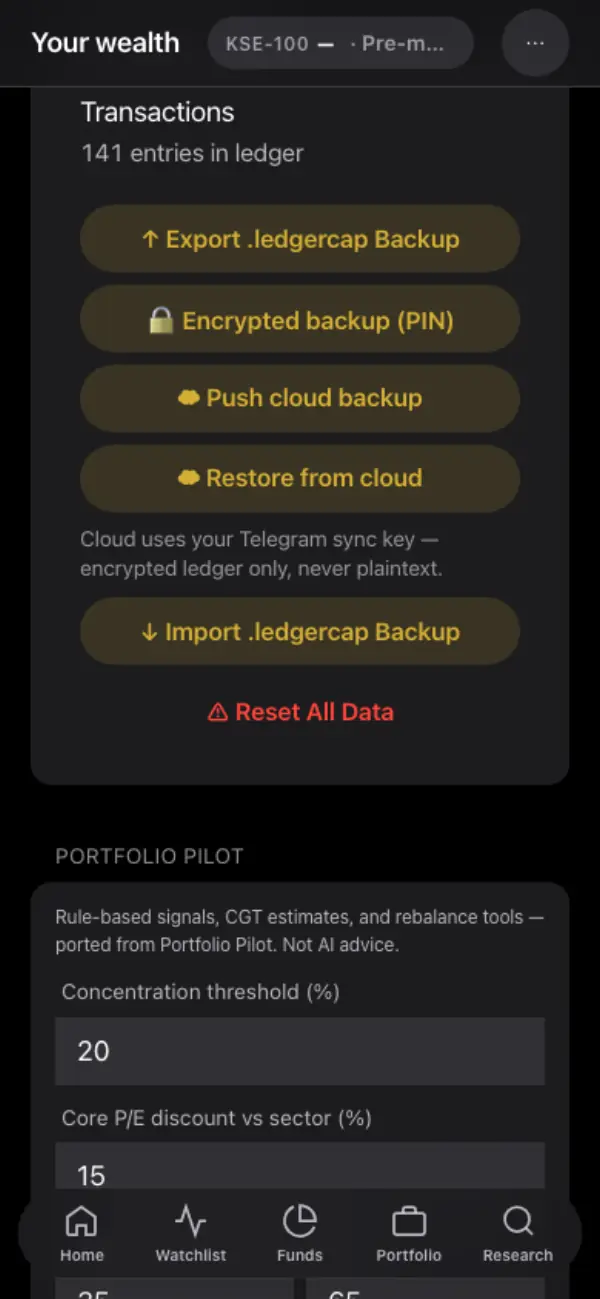 Your wealth
KSE-100 — · Pre-m...
...
Transactions
141 entries in ledger
↑ Export .ledgercap Backup
🔒 Encrypted backup (PIN)
☁ Push cloud backup
☁ Restore from cloud
Cloud uses your Telegram sync key —
encrypted ledger only, never plaintext.
↓ Import .ledgercap Backup
⚠ Reset All Data
PORTFOLIO PILOT
Rule-based signals, CGT estimates, and rebalance tools —
ported from Portfolio Pilot. Not AI advice.
Concentration threshold (%)
20
Core P/E discount vs sector (%)
15
Home
Watchlist
Funds
Portfolio
Research